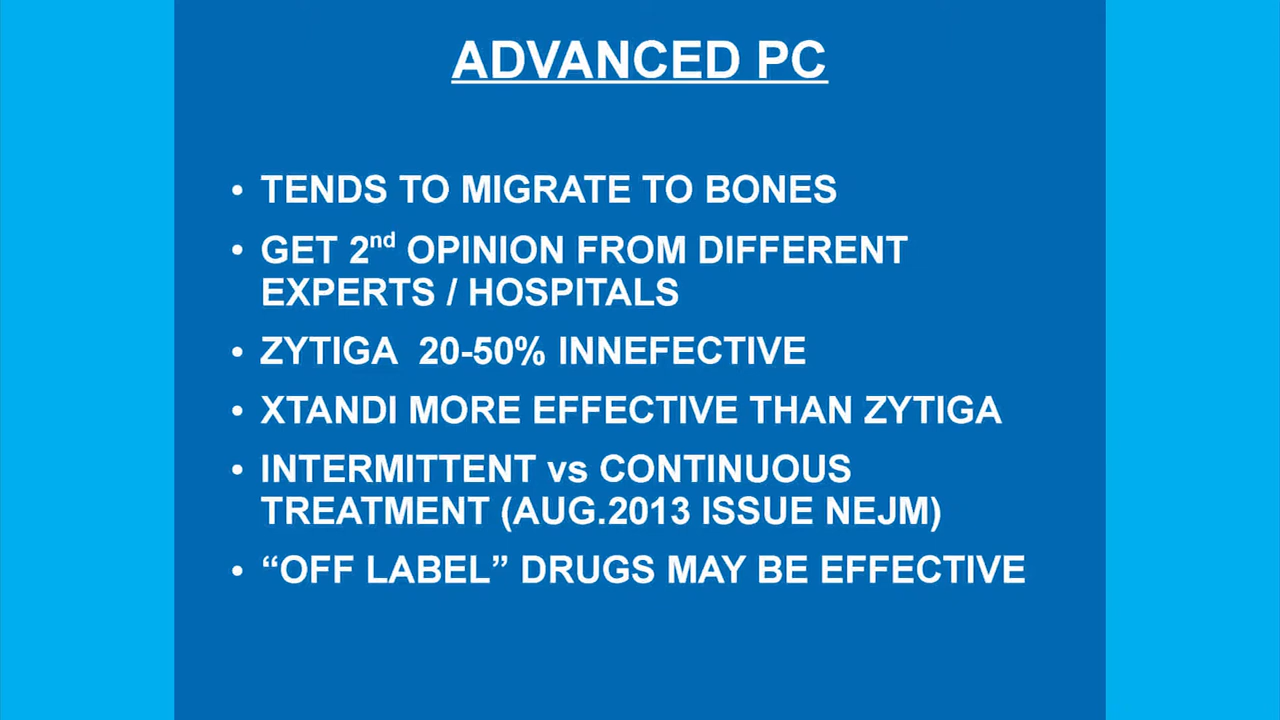 ADVANCED PC
• TENDS TO MIGRATE TO BONES
• GET 2nd OPINION FROM DIFFERENT
EXPERTS / HOSPITALS
• ZYTIGA 20-50% INNEFECTIVE
• XTANDI MORE EFFECTIVE THAN ZYTIGA
• INTERMITTENT vs CONTINUOUS
TREATMENT (AUG.2013 ISSUE NEJM)
• “OFF LABEL” DRUGS MAY BE EFFECTIVE